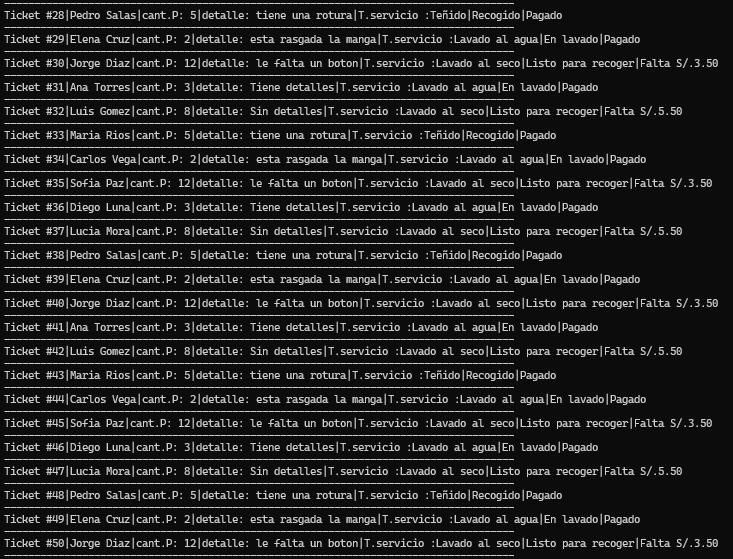 Ticket #28|Pedro Salas|cant.P: 5|detalle: tiene una rotura|T.servicio :Teñido|Recogido|Pagado
Ticket #29|Elena Cruz|cant.P: 2|detalle: esta rasgada la manga|T.servicio :Lavado al agua|En lavado|Pagado
Ticket #30|Jorge Diaz|cant.P: 12|detalle: le falta un boton|T.servicio :Lavado al seco|Listo para recoger|Falta S/.3.50
Ticket #31|Ana Torres|cant.P: 3|detalle: Tiene detalles|T.servicio :Lavado al agua|En lavado|Pagado
Ticket #32|Luis Gomez|cant.P: 8|detalle: Sin detalles|T.servicio :Lavado al seco|Listo para recoger|Falta S/.5.50
Ticket #33|Maria Rios|cant.P: 5|detalle: tiene una rotura|T.servicio :Teñido|Recogido|Pagado
Ticket #34|Carlos Vega|cant.P: 2|detalle: esta rasgada la manga|T.servicio :Lavado al agua|En lavado|Pagado
Ticket #35|Sofia Paz|cant.P: 12|detalle: le falta un boton|T.servicio :Lavado al seco|Listo para recoger|Falta S/.3.50
Ticket #36|Diego Luna|cant.P: 3|detalle: Tiene detalles|T.servicio :Lavado al agua|En lavado|Pagado
Ticket #37|Lucia Mora|cant.P: 8|detalle: Sin detalles|T.servicio :Lavado al seco|Listo para recoger|Falta S/.5.50
Ticket #38|Pedro Salas|cant.P: 5|detalle: tiene una rotura|T.servicio :Teñido|Recogido|Pagado
Ticket #39|Elena Cruz|cant.P: 2|detalle: esta rasgada la manga|T.servicio :Lavado al agua|En lavado|Pagado
Ticket #40|Jorge Diaz|cant.P: 12|detalle: le falta un boton|T.servicio :Lavado al seco|Listo para recoger|Falta S/.3.50
Ticket #41|Ana Torres|cant.P: 3|detalle: Tiene detalles|T.servicio :Lavado al agua|En lavado|Pagado
Ticket #42|Luis Gomez|cant.P: 8|detalle: Sin detalles|T.servicio :Lavado al seco|Listo para recoger|Falta S/.5.50
Ticket #43|Maria Rios|cant.P: 5|detalle: tiene una rotura|T.servicio :Teñido|Recogido|Pagado
Ticket #44|Carlos Vega|cant.P: 2|detalle: esta rasgada la manga|T.servicio :Lavado al agua|En lavado|Pagado
Ticket #45|Sofia Paz|cant.P: 12|detalle: le falta un boton|T.servicio :Lavado al seco|Listo para recoger|Falta S/.3.50
Ticket #46|Diego Luna|cant.P: 3|detalle: Tiene detalles|T.servicio :Lavado al agua|En lavado|Pagado
Ticket #47|Lucia Mora|cant.P: 8|detalle: Sin detalles|T.servicio :Lavado al seco|Listo para recoger|Falta S/.5.50
Ticket #48|Pedro Salas|cant.P: 5|detalle: tiene una rotura|T.servicio :Teñido|Recogido|Pagado
Ticket #49|Elena Cruz|cant.P: 2|detalle: esta rasgada la manga|T.servicio :Lavado al agua|En lavado|Pagado
Ticket #50|Jorge Diaz|cant.P: 12|detalle: le falta un boton|T.servicio :Lavado al seco|Listo para recoger|Falta S/.3.50